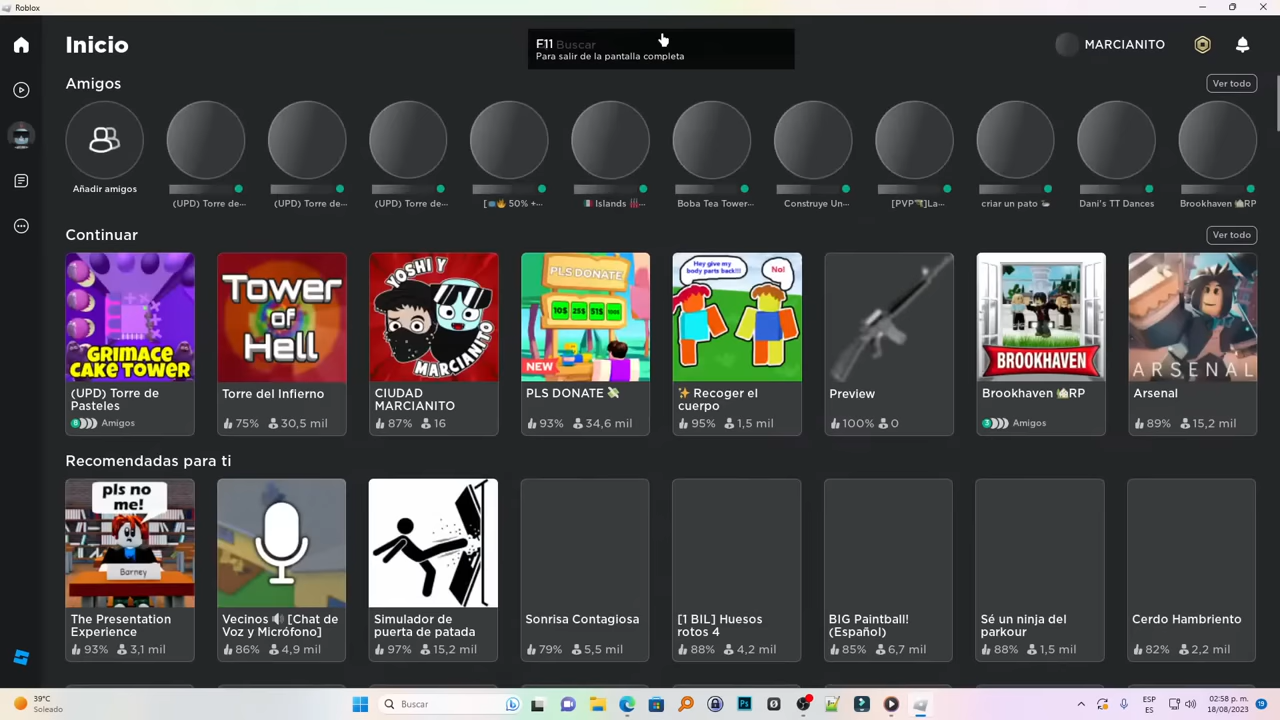 Roblox
Inicio
F11 Buscar
Para salir de la pantalla completa
MARCIANITO
Amigos
Ver todo
Añadir amigos
(UPD) Torre de...
(UPD) Torre de...
(UPD) Torre de...
[🐟🖐 50% +...
🇲🇽 Islands ⛓...
Boba Tea Tower...
Construye Un...
[PVP🔫]La...
criar un pato 🦆
Dani's TT Dances
Brookhaven 🏡RP
Continuar
Ver todo
GRIMACE
CAKE TOWER
(UPD) Torre de
Pasteles
8 Amigos
Tower
of
Hell
Torre del Infierno
75% 30,5 mil
YOSHI Y
MARCIANITO
CIUDAD
MARCIANITO
87% 16
PLS DONATE
10$ 25$ 51$
NEW
PLS DONATE 💸
93% 34,6 mil
Hey give my
body parts back!!!
No!
✨ Recoger el
cuerpo
95% 1,5 mil
Preview
100% 0
BROOKHAVEN
Brookhaven 🏡RP
3 Amigos
ARSENAL
Arsenal
89% 15,2 mil
Recomendadas para ti
pls no
me!
Barney
The Presentation
Experience
93% 3,1 mil
Vecinos 🔊 [Chat de
Voz y Micrófono]
86% 4,9 mil
Simulador de
puerta de patada
97% 15,2 mil
Sonrisa Contagiosa
79% 5,5 mil
[1 BIL] Huesos
rotos 4
88% 4,2 mil
BIG Paintball!
(Español)
85% 6,7 mil
Sé un ninja del
parkour
88% 1,5 mil
Cerdo Hambriento
82% 2,2 mil
39°C
Soleado
Buscar
Ps
ESP
ES
02:58 p. m.
18/08/2023
19